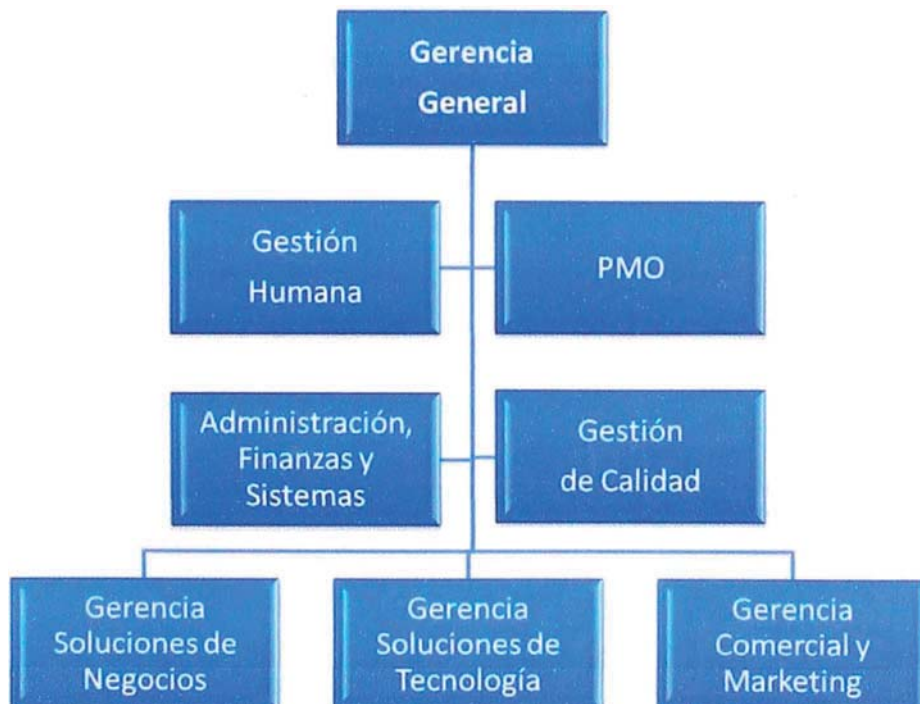 Gerencia
General
Gestión
Humana
PMO
Administración,
Finanzas y
Sistemas
Gestión
de Calidad
Gerencia
Soluciones de
Negocios
Gerencia
Soluciones de
Tecnología
Gerencia
Comercial y
Marketing